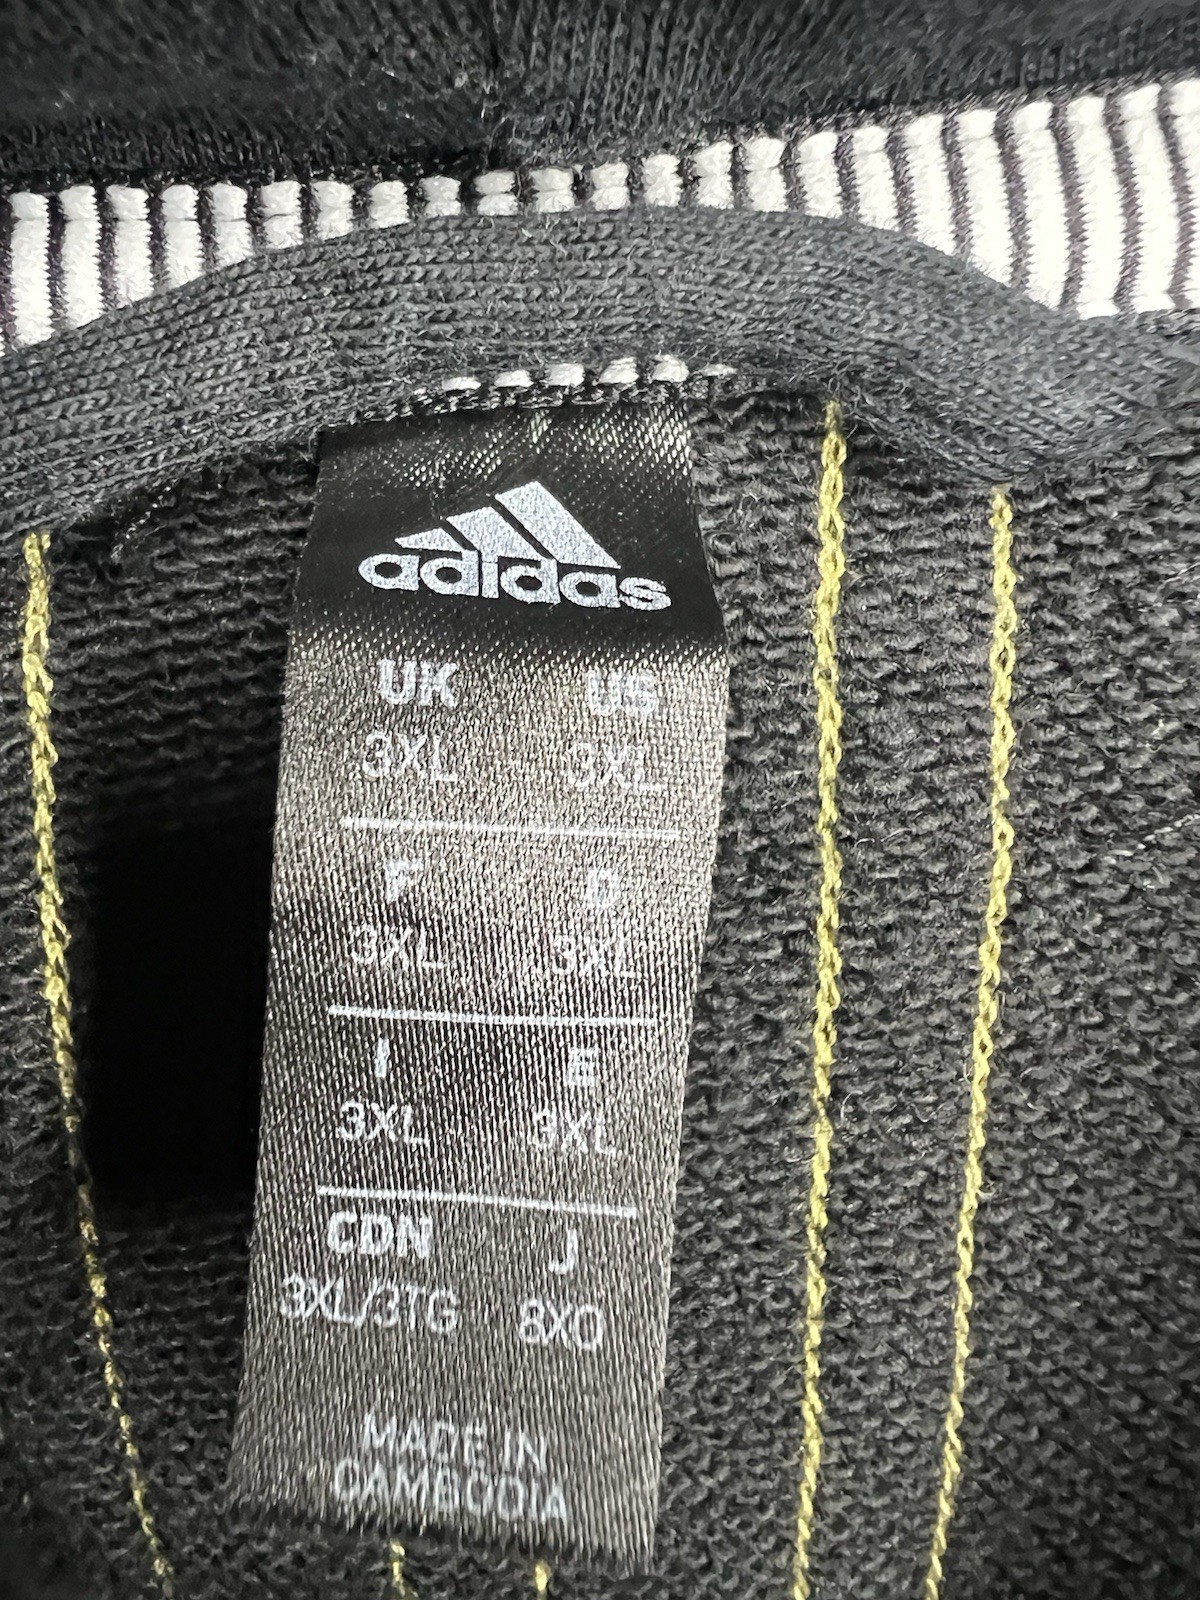 adidas
UK US
3XL 3XL
F D
3XL 3XL
I E
3XL 3XL
CDN J
3XL/3TG 8XO
MADE IN
CAMBODIA